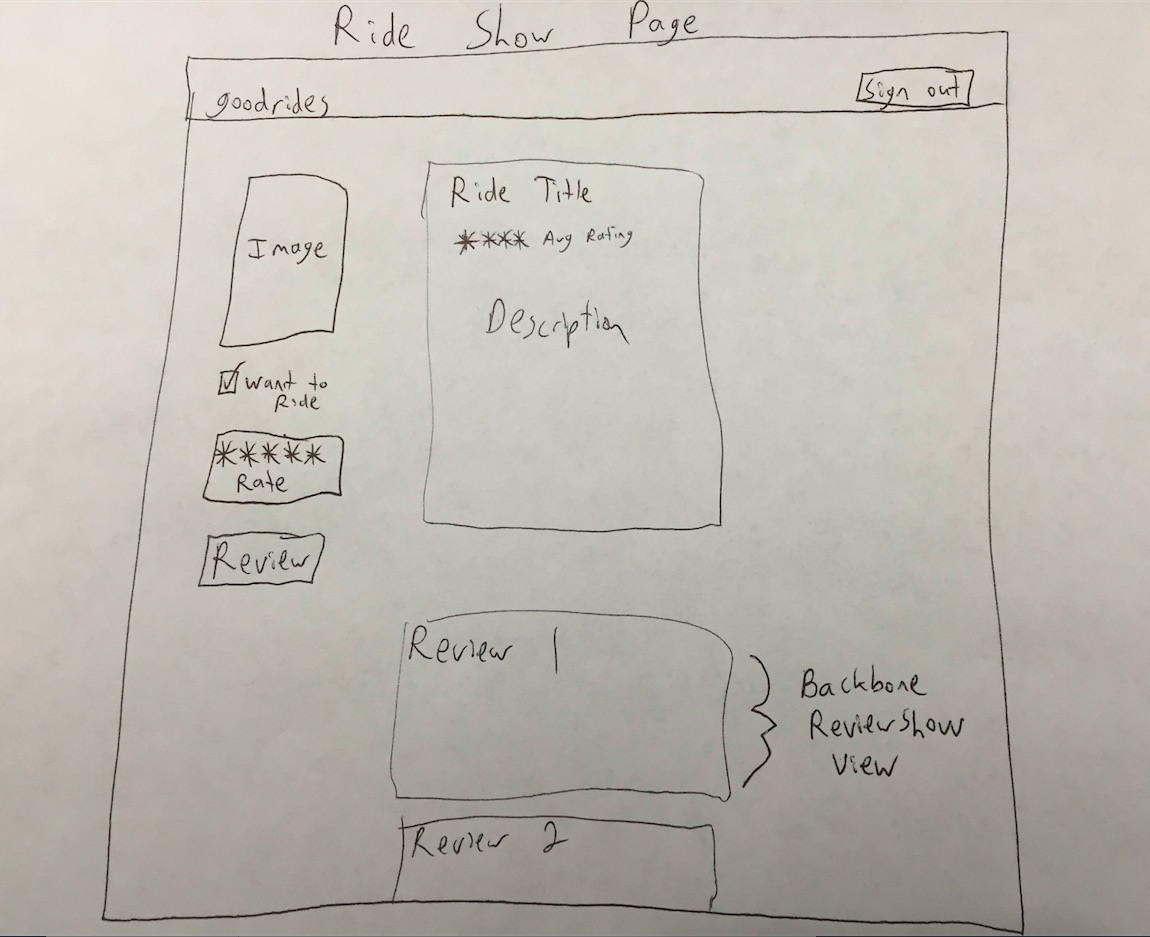 Ride Show Page
goodrides
Sign out
Image
Want to
Ride
Rate
Review
Ride Title
Avg Rating
Description
Review 1
Backbone
ReviewShow
View
Review 2